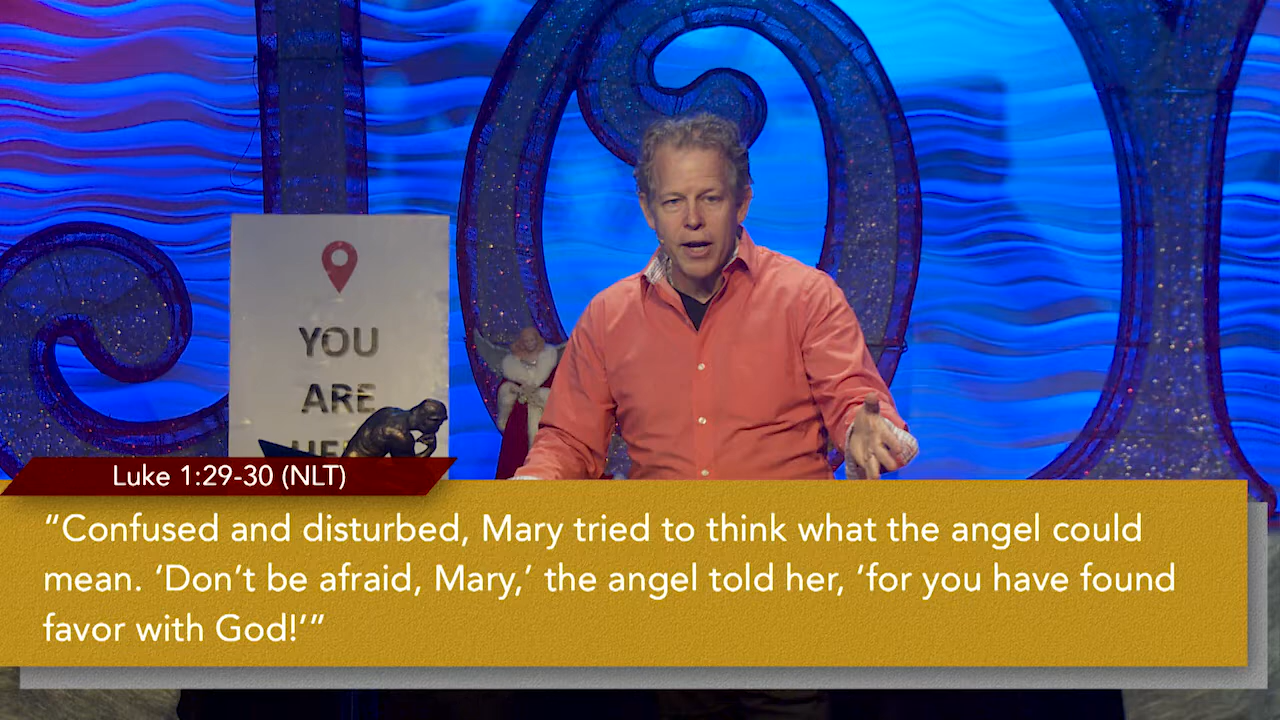 JOY
YOU
ARE
Luke 1:29-30 (NLT)
“Confused and disturbed, Mary tried to think what the angel could
mean. ‘Don’t be afraid, Mary,’ the angel told her, ‘for you have found
favor with God!’”